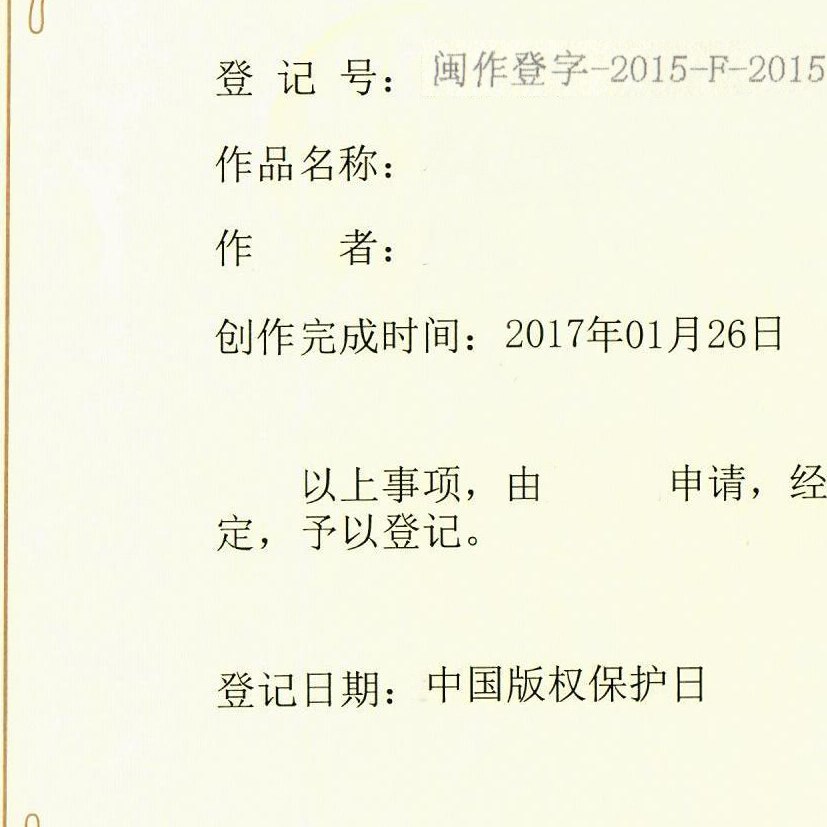 登 记 号： 闽作登字-2015-F-2015
作品名称：
作 者：
创作完成时间： 2017年01月26日
以上事项，由 申请，经
定，予以登记。
登记日期： 中国版权保护日